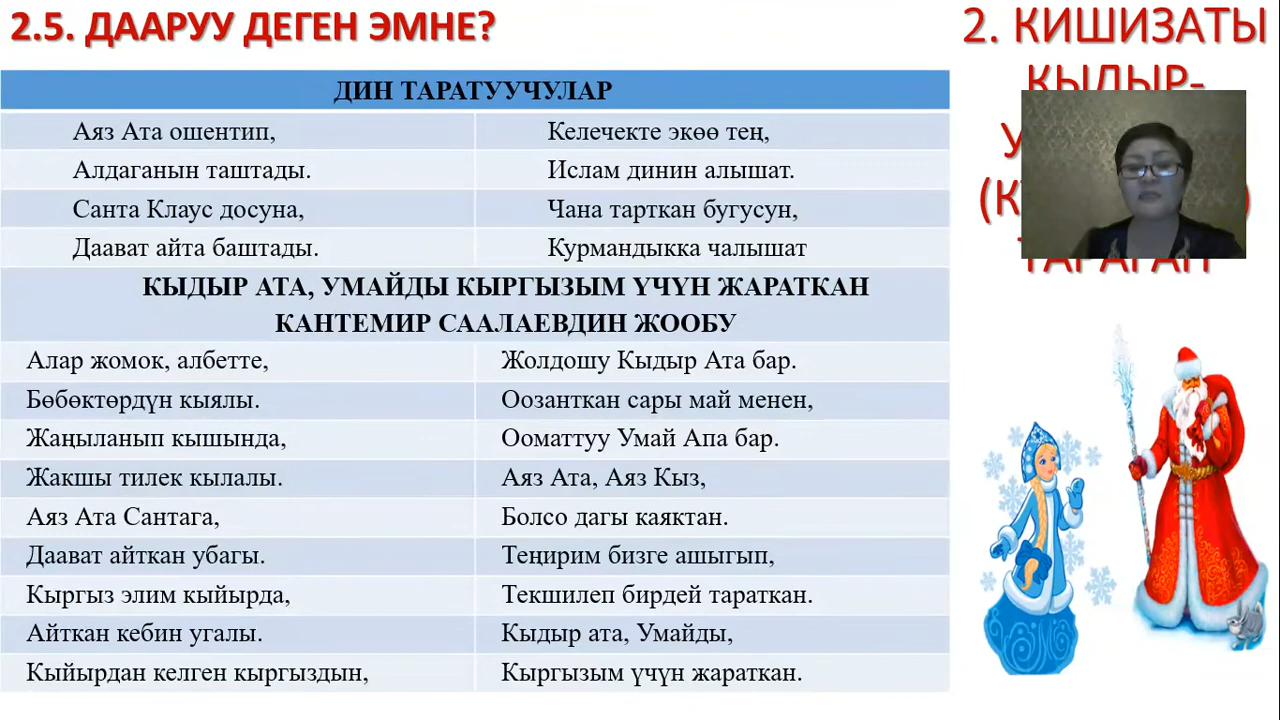 2.5. ДААРУУ ДЕГЕН ЭМНЕ?
ДИН ТАРАТУУЧУЛАР
Аяз Ата ошентип,
Алдаганын таштады.
Санта Клаус досуна,
Даават айта баштады.
Келечекте экөө тең,
Ислам динин алышат.
Чана тарткан бугусун,
Курмандыкка чалышат
КЫДЫР АТА, УМАЙДЫ КЫРГЫЗЫМ ҮЧҮН ЖАРАТКАН
КАНТЕМИР СААЛАЕВДИН ЖООБУ
Алар жомок, албетте,
Бөбөктөрдүн кыялы.
Жаңыланып кышында,
Жакшы тилек кылалы.
Аяз Ата Сантага,
Даават айткан убагы.
Кыргыз элим кыйырда,
Айткан кебин угалы.
Кыйырдан келген кыргыздын,
Жолдошу Кыдыр Ата бар.
Оозанткан сары май менен,
Ооматтуу Умай Апа бар.
Аяз Ата, Аяз Кыз,
Болсо дагы каяктан.
Теңирим бизге ашыгып,
Текшилеп бирдей тараткан.
Кыдыр ата, Умайды,
Кыргызым үчүн жараткан.
2. КИШИЗАТЫ
КЫДЫР-